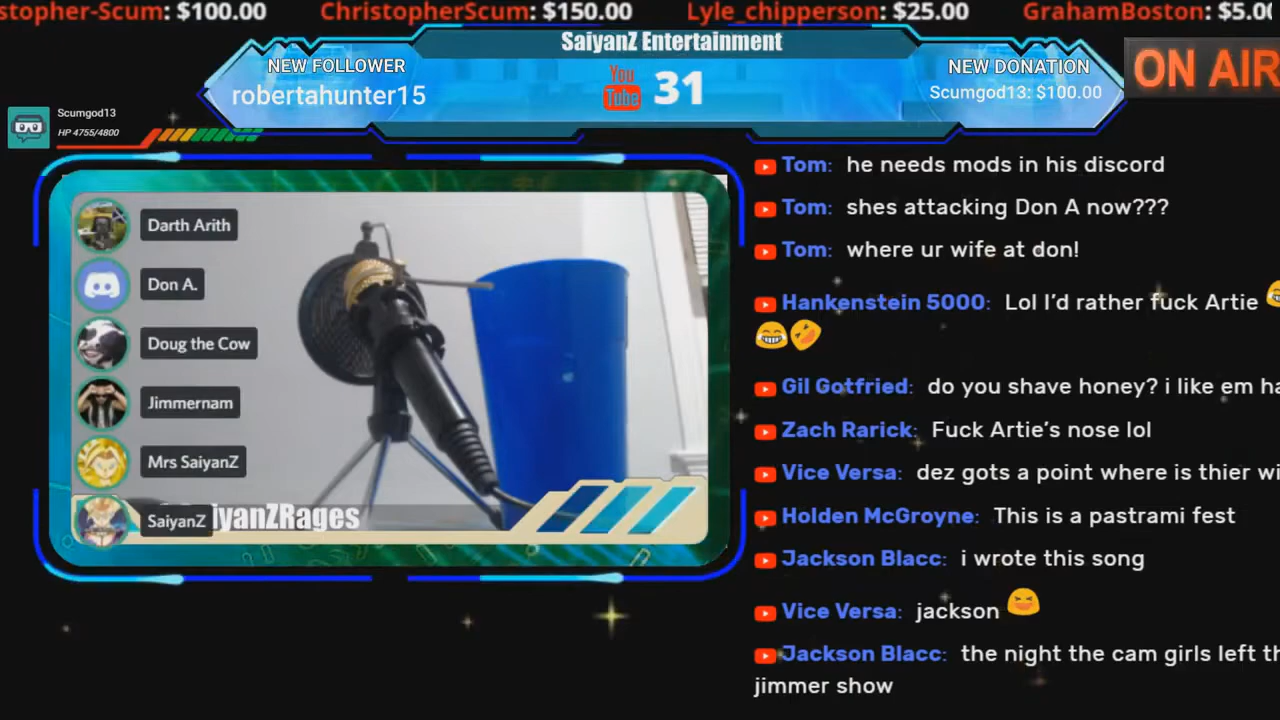 stopher-Scum: $100.00 ChristopherScum: $150.00 Lyle_chipperson: $25.00 GrahamBoston: $5.0
SaiyanZ Entertainment
NEW FOLLOWER
robertahunter15
You
Tube
31
NEW DONATION
Scumgod13: $100.00
ON AIR
Scumgod13
HP 4755/4800
Darth Arith
Don A.
Doug the Cow
Jimmernam
Mrs SaiyanZ
SaiyanZ
iyanZRages
Tom: he needs mods in his discord
Tom: shes attacking Don A now???
Tom: where ur wife at don!
Hankenstein 5000: Lol I’d rather fuck Artie 😂
😂🤣
Gil Gotfried: do you shave honey? i like em ha
Zach Rarick: Fuck Artie’s nose lol
Vice Versa: dez gots a point where is thier wi
Holden McGroyne: This is a pastrami fest
Jackson Blacc: i wrote this song
Vice Versa: jackson 😆
Jackson Blacc: the night the cam girls left th
jimmer show